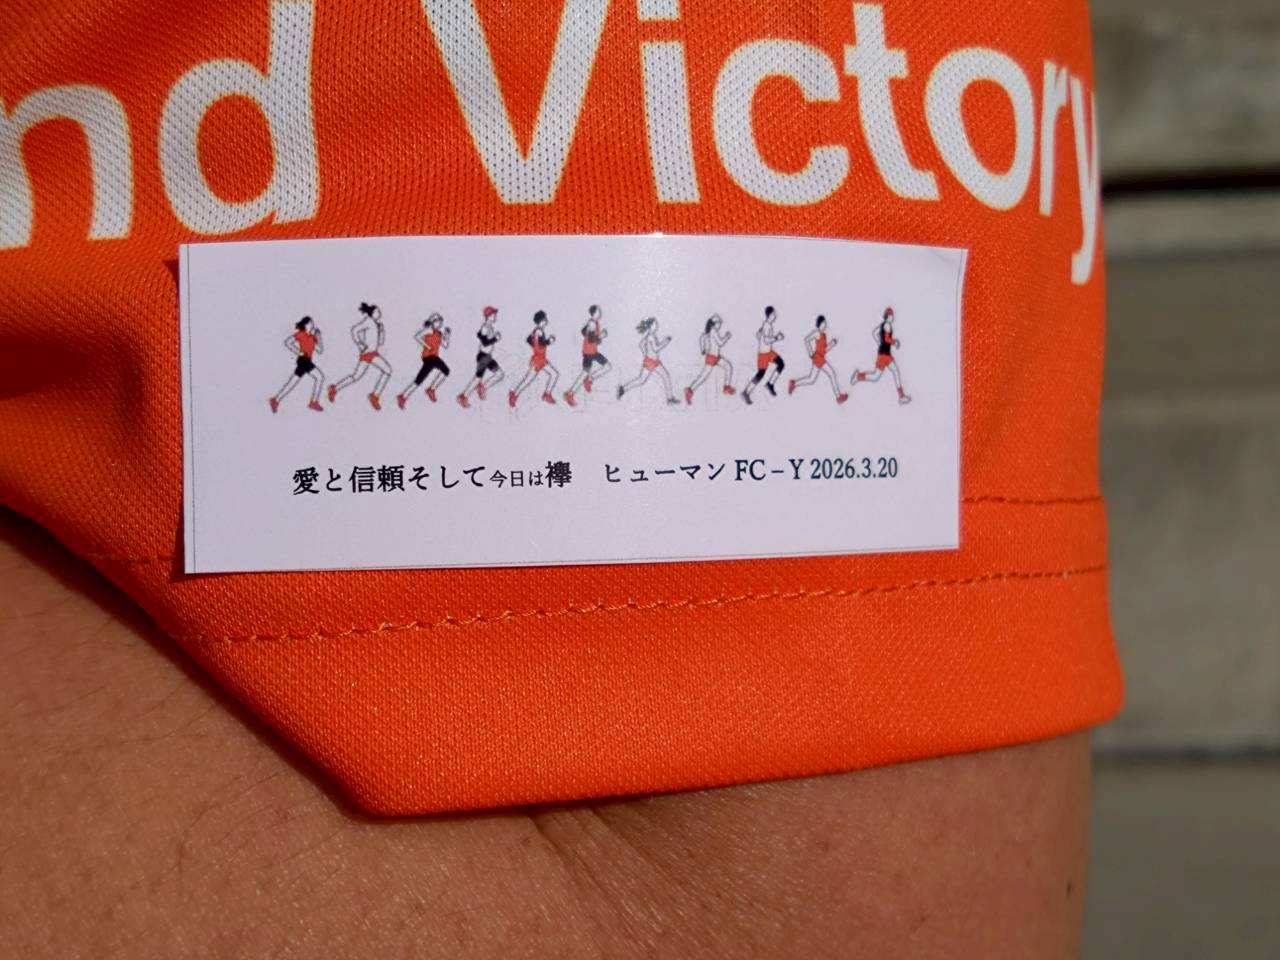 nd Victory
愛と信頼そして今日は襷　ヒューマン FC – Y 2026.3.20